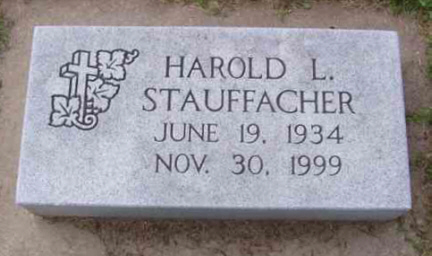 HAROLD L.
STAUFFACHER
JUNE 19, 1934
NOV. 30, 1999